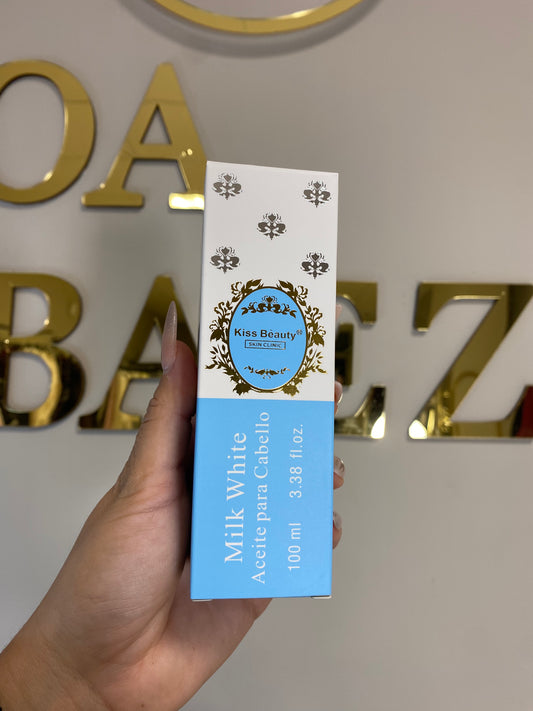 OA
BAEZ
Kiss Beauty
SKIN CLINIC
Milk White
Aceite para Cabello
100 ml 3.38 fl.oz.